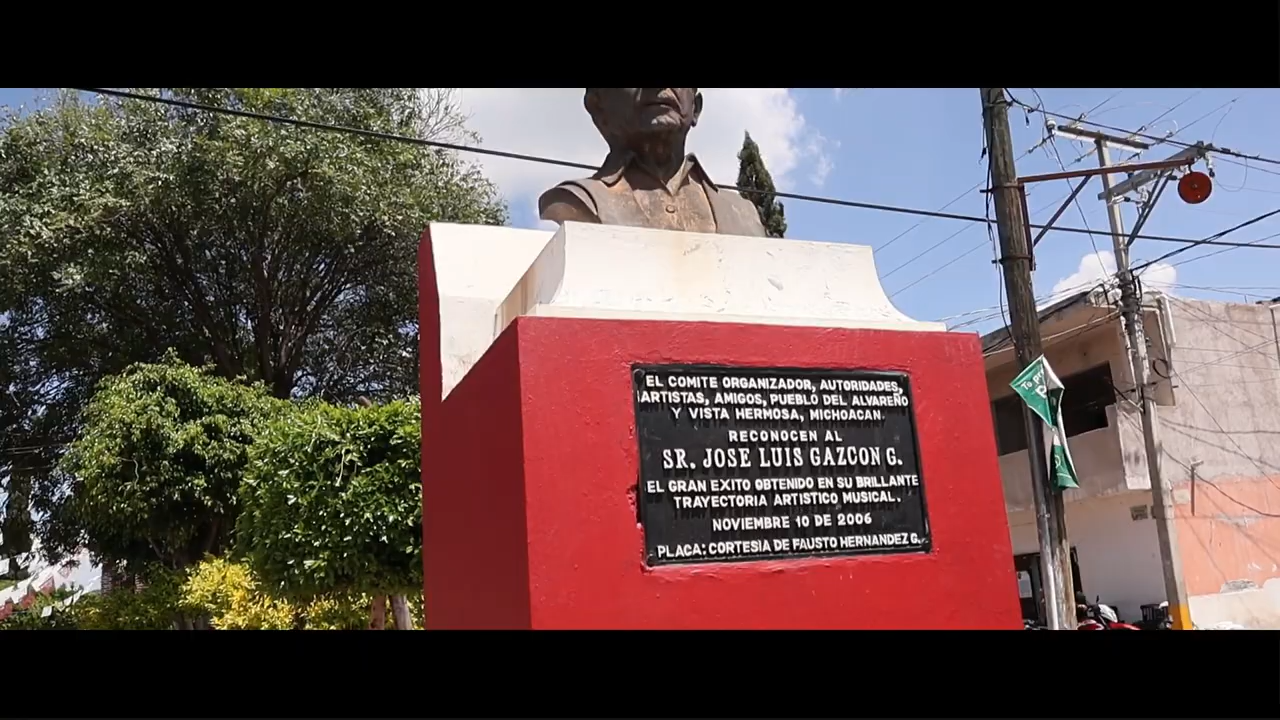 EL COMITE ORGANIZADOR, AUTORIDADES,
ARTISTAS, AMIGOS, PUEBLO DEL ALVAREÑO
Y VISTA HERMOSA, MICHOACAN.
RECONOCEN AL
SR. JOSE LUIS GAZCON G.
EL GRAN EXITO OBTENIDO EN SU BRILLANTE
TRAYECTORIA ARTISTICO MUSICAL.
NOVIEMBRE 10 DE 2006
PLACA: CORTESIA DE FAUSTO HERNANDEZ G.